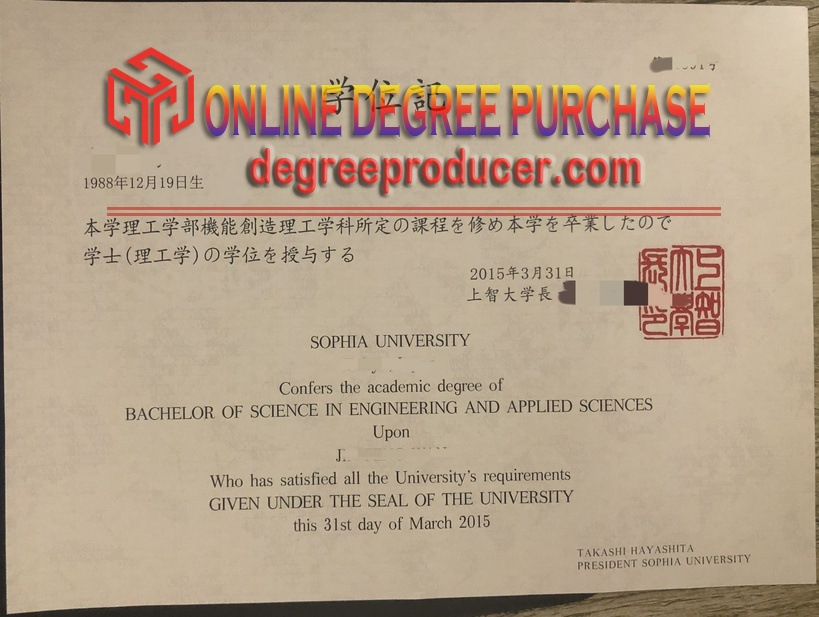 学位記
ONLINE DEGREE PURCHASE
degreeproducer.com
1988年12月19日生
本学理工学部機能創造理工学科所定の課程を修め本学を卒業したので
学士(理工学)の学位を授与する
2015年3月31日
上智大学長
SOPHIA UNIVERSITY
Confers the academic degree of
BACHELOR OF SCIENCE IN ENGINEERING AND APPLIED SCIENCES
Upon
Who has satisfied all the University's requirements
GIVEN UNDER THE SEAL OF THE UNIVERSITY
this 31st day of March 2015
TAKASHI HAYASHITA
PRESIDENT SOPHIA UNIVERSITY